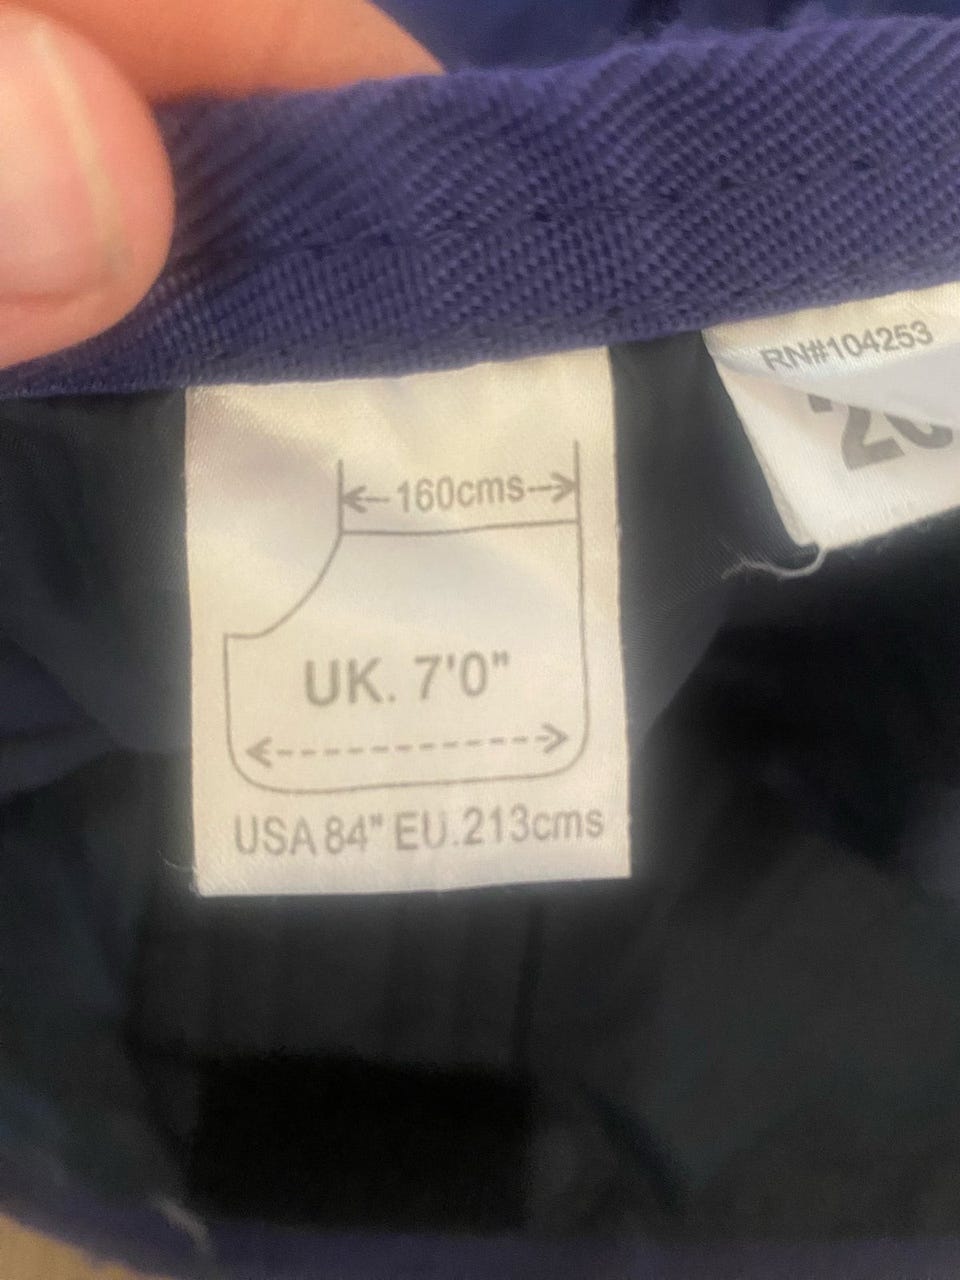 160cms
UK. 7'0"
USA 84" EU.213cms
RN#104253